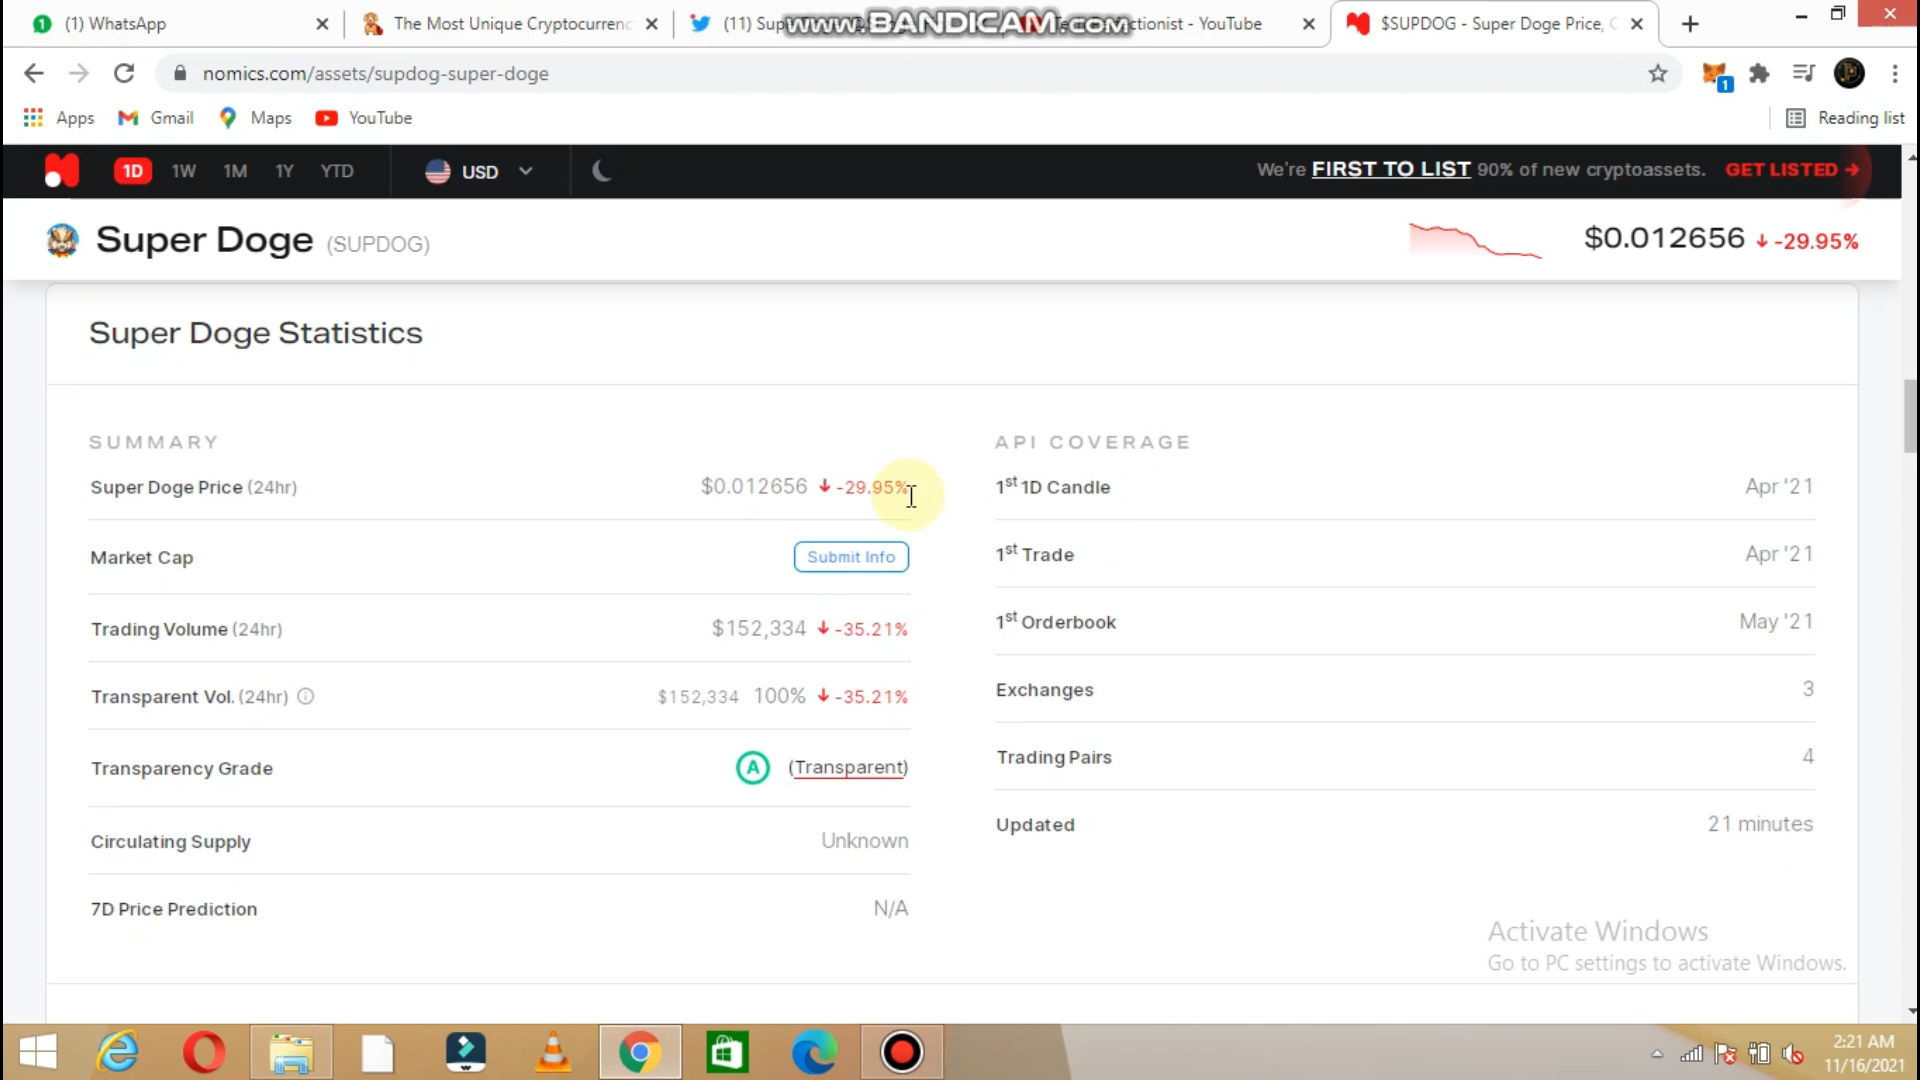 (1) WhatsApp
The Most Unique Cryptocurrenc
(11) Sup
www.BANDICAM.com
ctionist - YouTube
$SUPDOG - Super Doge Price, C
nomics.com/assets/supdog-super-doge
1
Apps
Gmail
Maps
YouTube
Reading list
1D 1W 1M 1Y YTD
USD
We're FIRST TO LIST 90% of new cryptoassets. GET LISTED →
Super Doge (SUPDOG)
$0.012656 ↓ -29.95%
Super Doge Statistics
SUMMARY
Super Doge Price (24hr) $0.012656 ↓ -29.95%
Market Cap Submit Info
Trading Volume (24hr) $152,334 ↓ -35.21%
Transparent Vol. (24hr) $152,334 100% ↓ -35.21%
Transparency Grade A (Transparent)
Circulating Supply Unknown
7D Price Prediction N/A
API COVERAGE
1st 1D Candle Apr '21
1st Trade Apr '21
1st Orderbook May '21
Exchanges 3
Trading Pairs 4
Updated 21 minutes
Activate Windows
Go to PC settings to activate Windows.
2:21 AM
11/16/2021